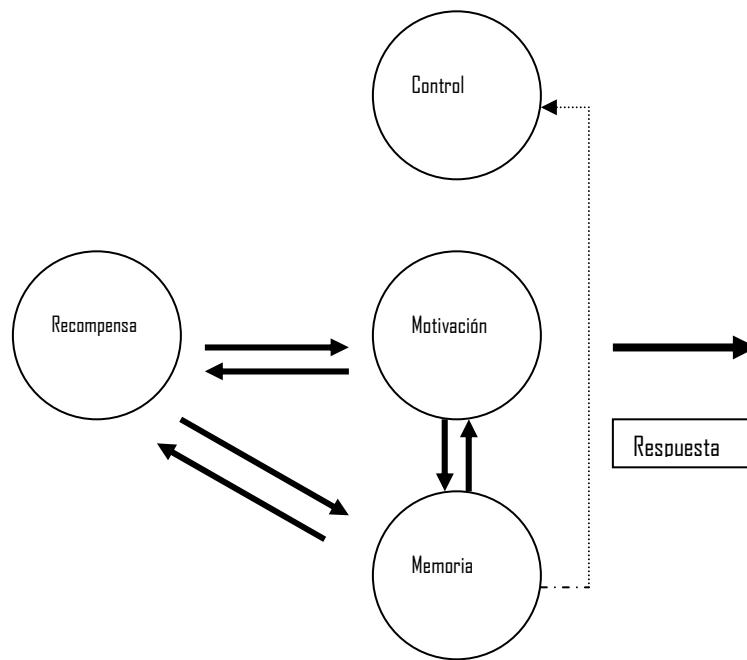 Control
Recompensa
Motivación
Respuesta
Memoria